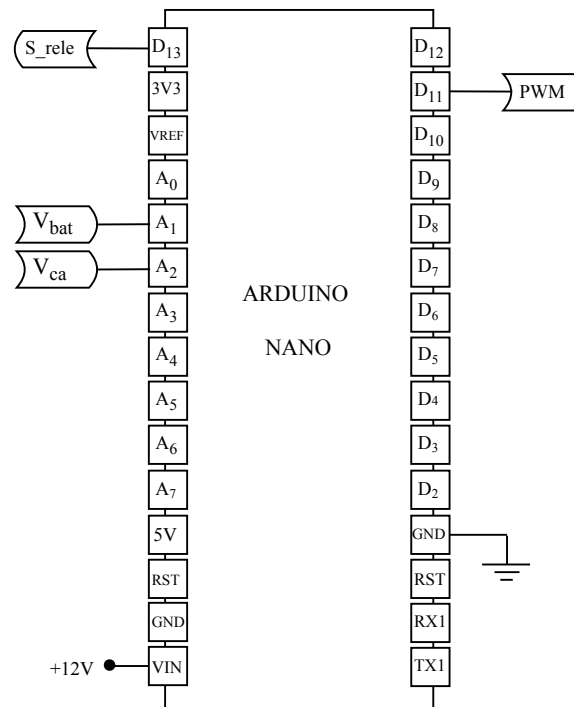 S_rele
D13
3V3
VREF
A0
Vbat
A1
Vca
A2
A3
A4
A5
A6
A7
5V
RST
GND
+12V
VIN
ARDUINO
NANO
D12
D11
PWM
D10
D9
D8
D7
D6
D5
D4
D3
D2
GND
RST
RX1
TX1